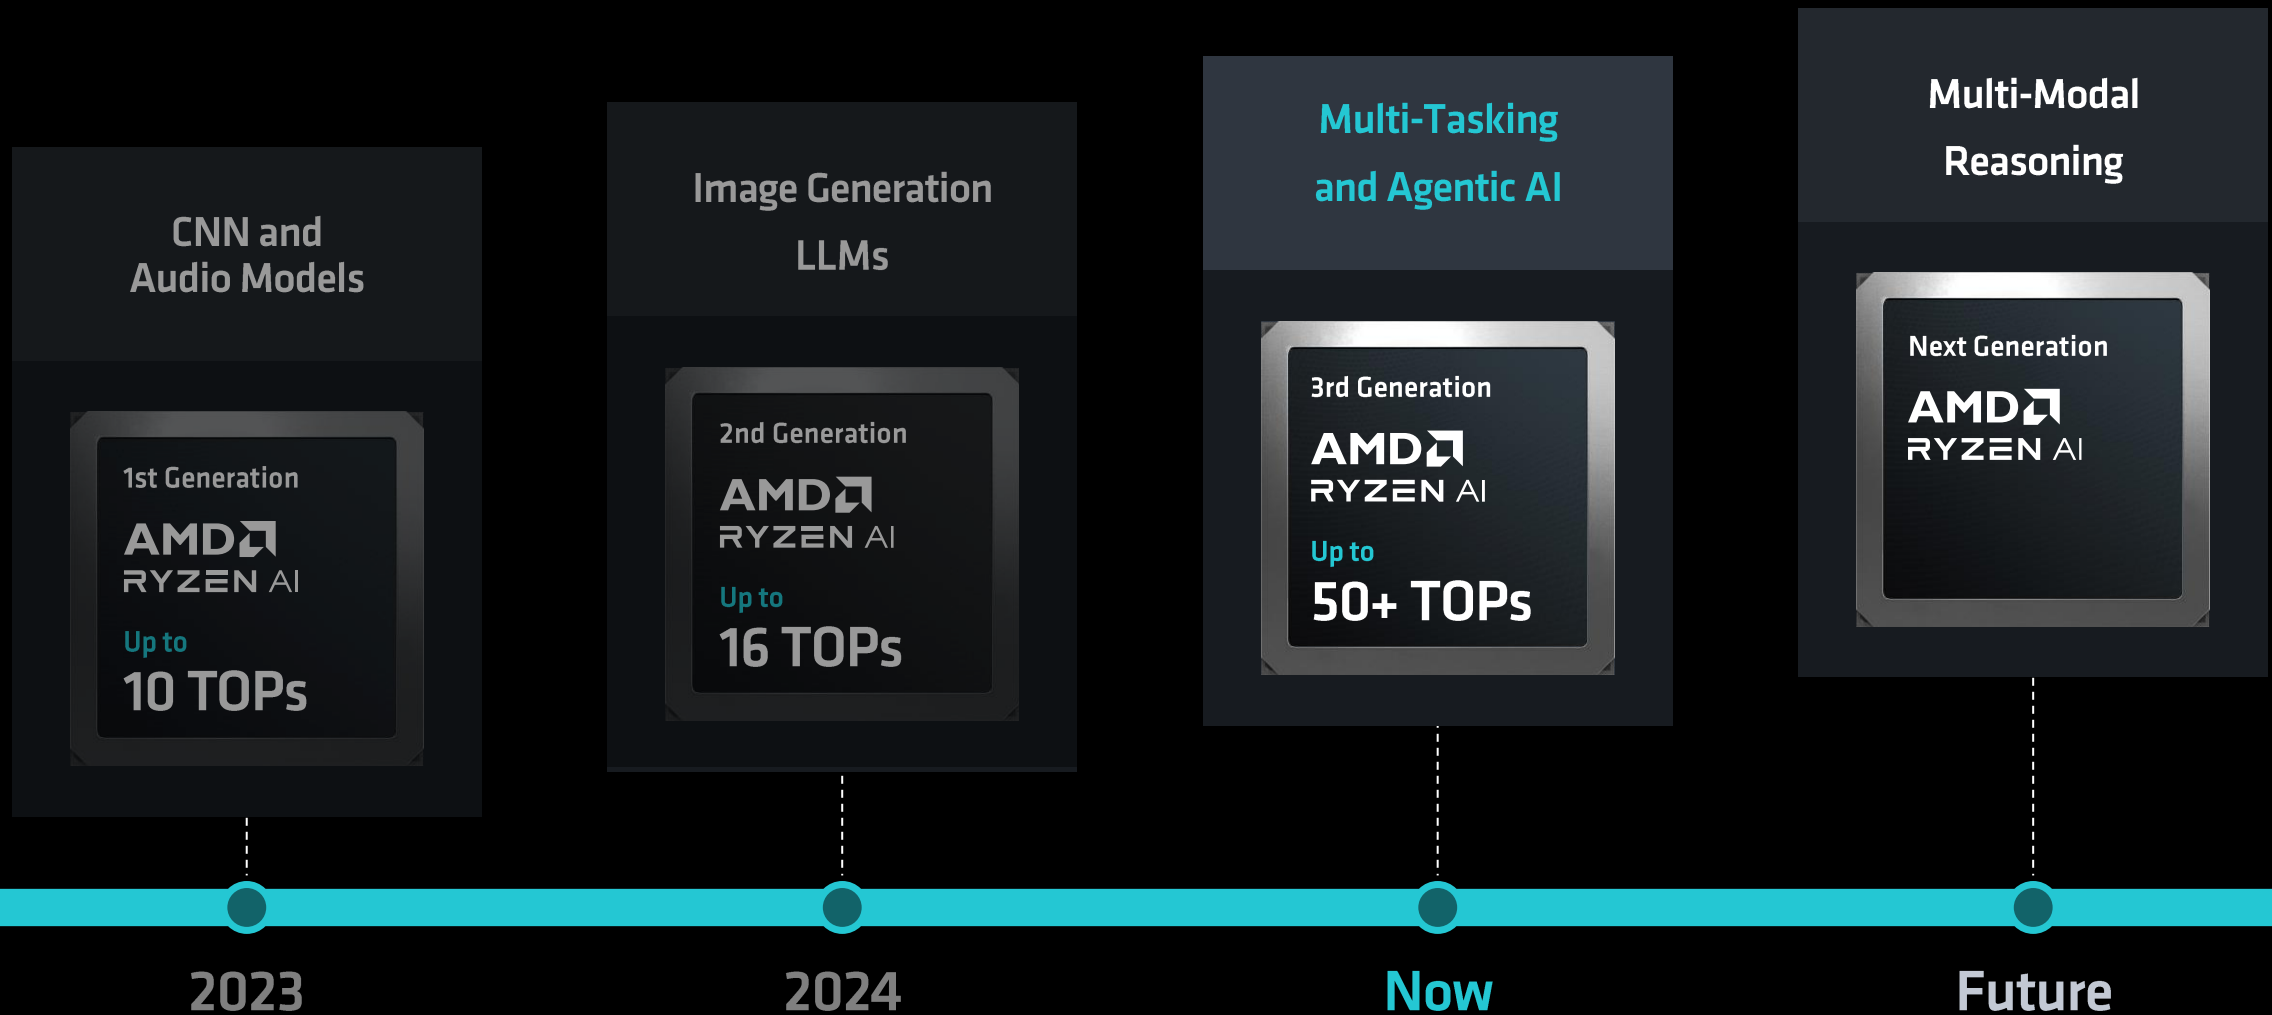 CNN and
Audio Models
1st Generation
AMD
RYZEN AI
Up to
10 TOPs
2023
Image Generation
LLMs
2nd Generation
AMD
RYZEN AI
Up to
16 TOPs
2024
Multi-Tasking
and Agentic AI
3rd Generation
AMD
RYZEN AI
Up to
50+ TOPs
Now
Multi-Modal
Reasoning
Next Generation
AMD
RYZEN AI
Future